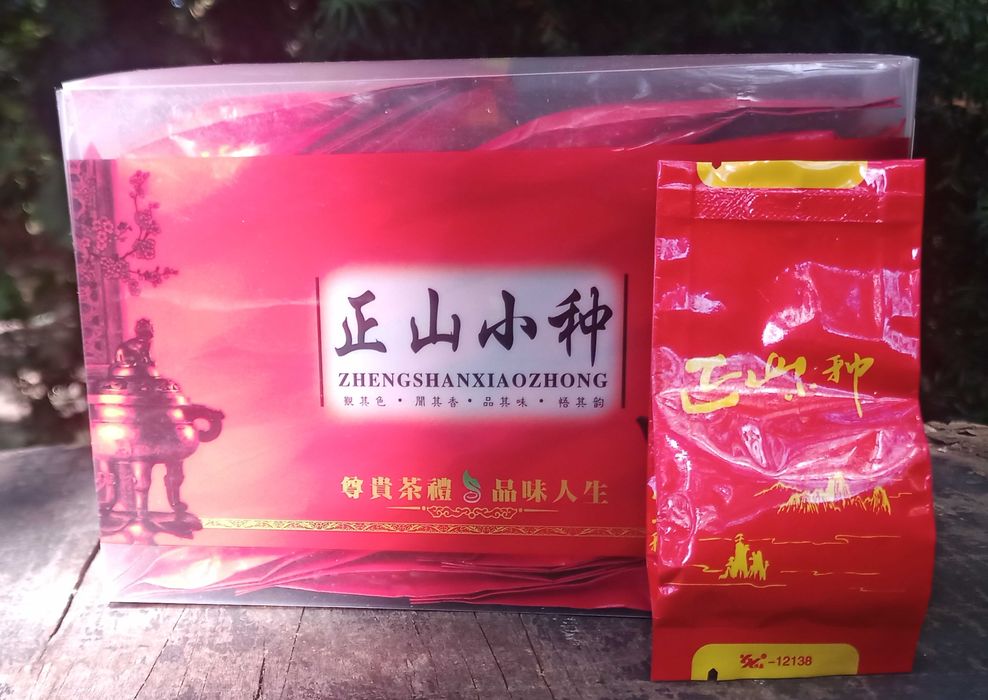 正山小种
ZHENGSHANXIAOZHONG
觀其色・聞其香・品其味・悟其韵
尊貴茶禮 品味人生
正山小种
-12138